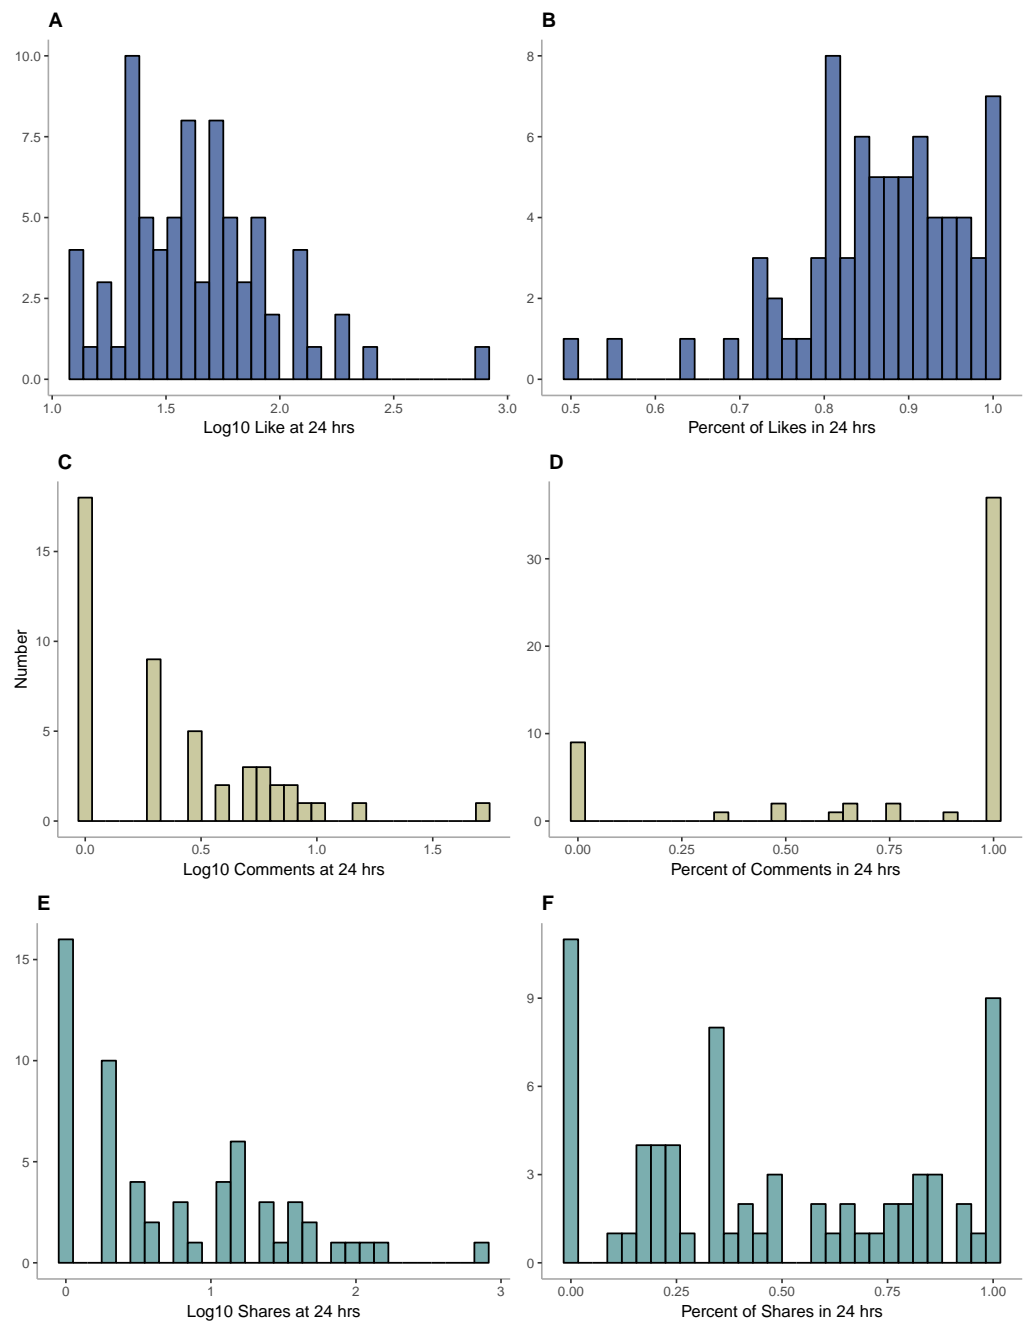 A
10.0
7.5
5.0
2.5
0.0
1.0 1.5 2.0 2.5 3.0
Log10 Like at 24 hrs
B
8
6
4
2
0
0.5 0.6 0.7 0.8 0.9 1.0
Percent of Likes in 24 hrs
Number
C
15
10
5
0
0.0 0.5 1.0 1.5
Log10 Comments at 24 hrs
D
30
20
10
0
0.00 0.25 0.50 0.75 1.00
Percent of Comments in 24 hrs
E
15
10
5
0
0 1 2 3
Log10 Shares at 24 hrs
F
9
6
3
0
0.00 0.25 0.50 0.75 1.00
Percent of Shares in 24 hrs